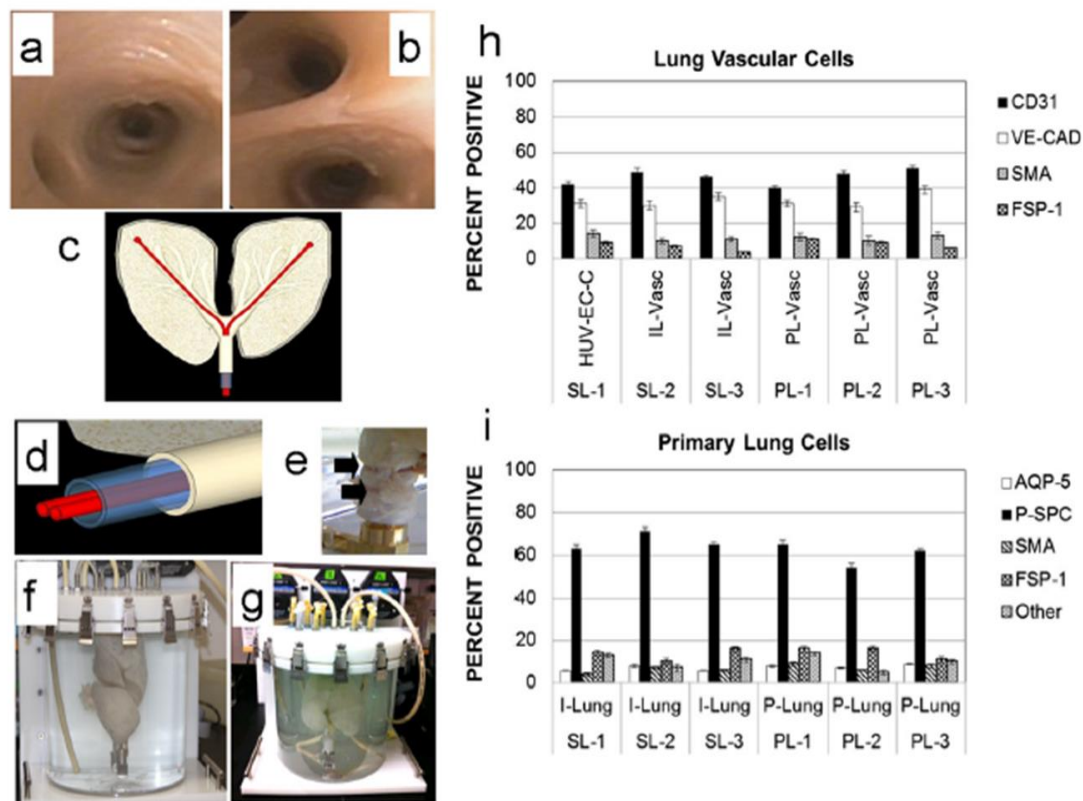 a
b
c
d
e
f
g
h
Lung Vascular Cells
PERCENT POSITIVE
100
80
60
40
20
0
CD31
VE-CAD
SMA
FSP-1
HUV-EC-C IL-Vasc IL-Vasc PL-Vasc PL-Vasc PL-Vasc
SL-1 SL-2 SL-3 PL-1 PL-2 PL-3
i
Primary Lung Cells
PERCENT POSITIVE
100
80
60
40
20
0
AQP-5
P-SPC
SMA
FSP-1
Other
I-Lung I-Lung I-Lung P-Lung P-Lung P-Lung
SL-1 SL-2 SL-3 PL-1 PL-2 PL-3